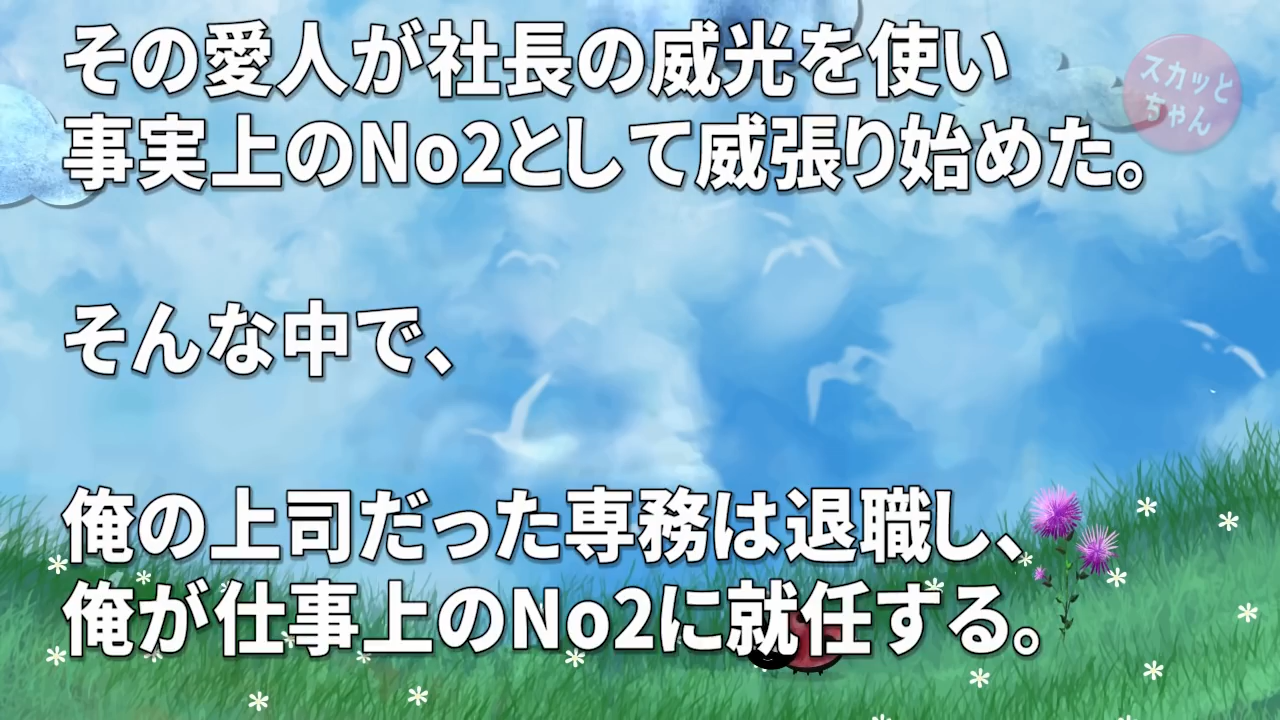 その愛人が社長の威光を使い
事実上のNo2として威張り始めた。
そんな中で、
俺の上司だった専務は退職し、
俺が仕事上のNo2に就任する。
スカッと
ちゃん